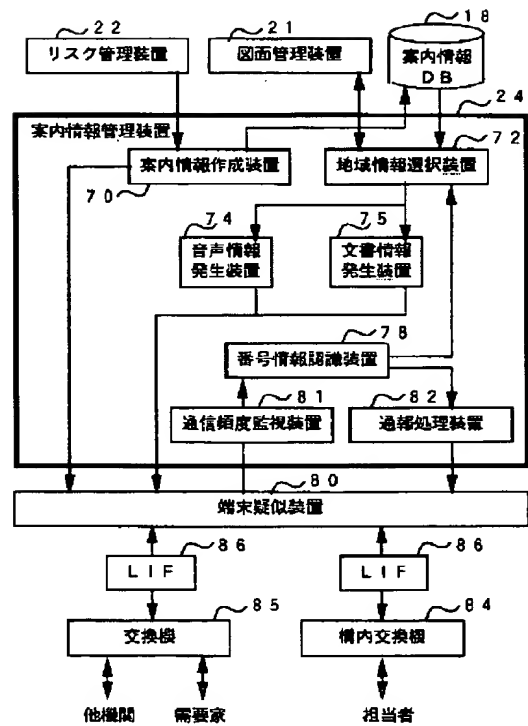 22
21
18
リスク管理装置
図面管理装置
案内情報
DB
24
案内情報管理装置
72
案内情報作成装置
地域情報選択装置
70
74
75
音声情報
発生装置
文書情報
発生装置
78
番号情報認識装置
81
82
通信頻度監視装置
通報処理装置
80
端末疑似装置
86
86
LIF
LIF
85
84
交換機
構内交換機
他機関
需要家
担当者